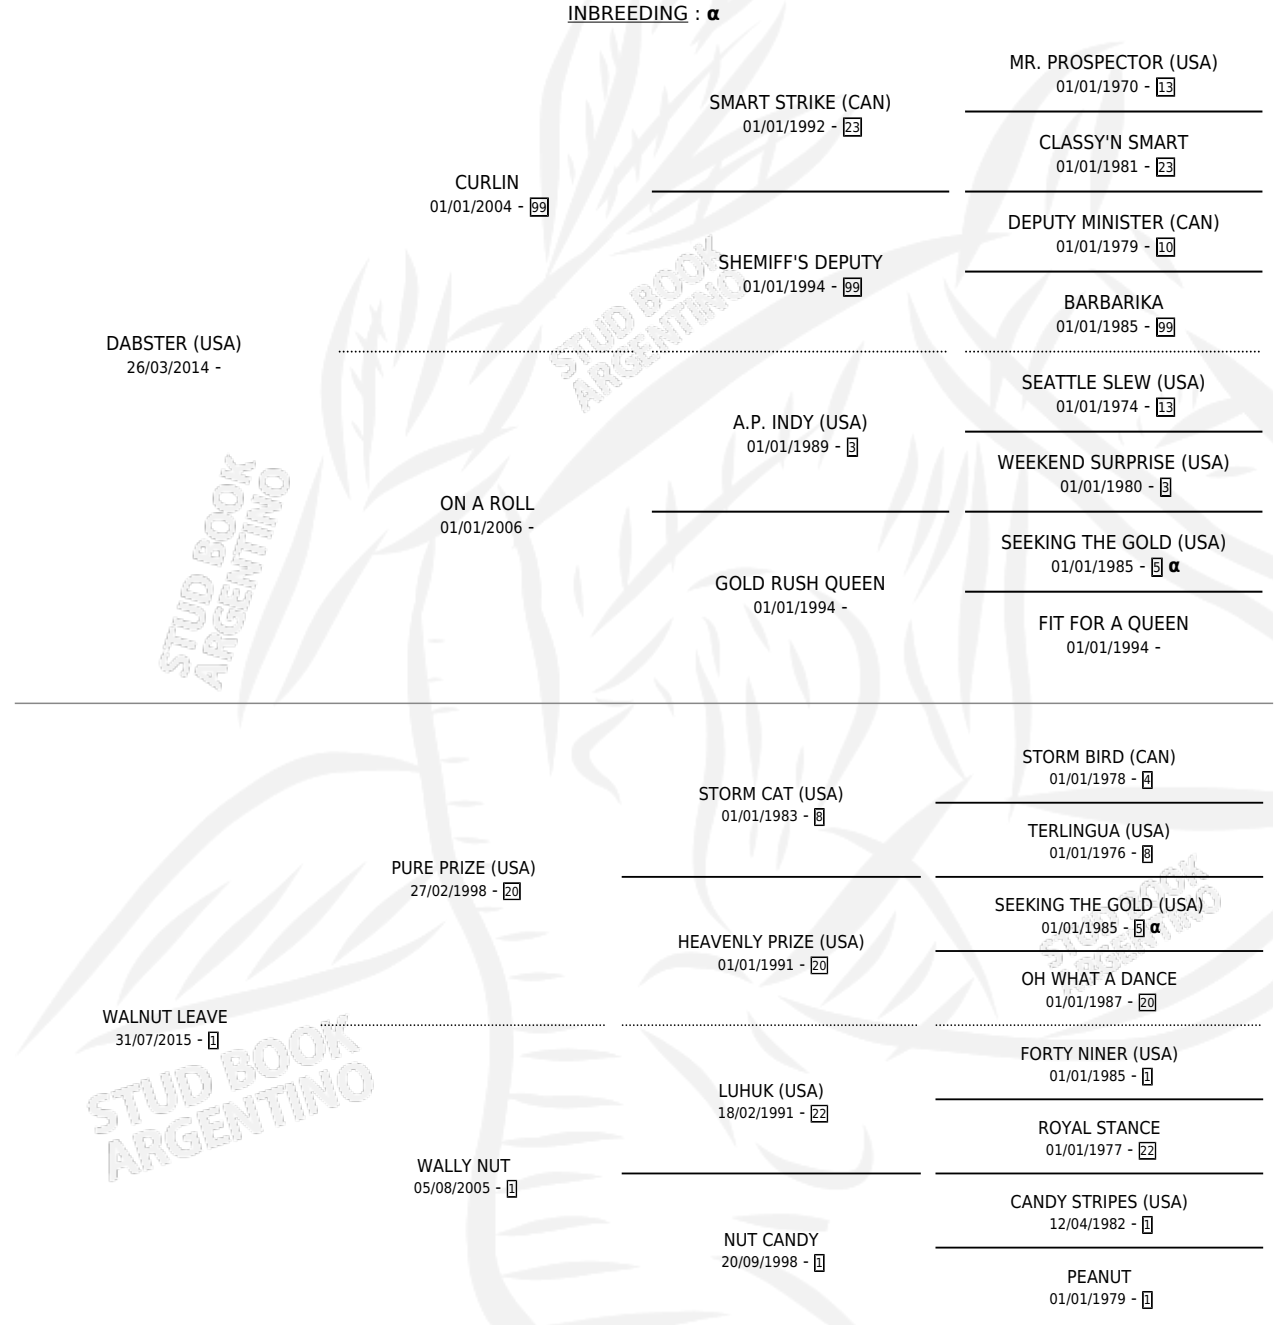 INBREEDING : α
MR. PROSPECTOR (USA)
01/01/1970 - 13
SMART STRIKE (CAN)
01/01/1992 - 23
CLASSY'N SMART
01/01/1981 - 23
CURLIN
01/01/2004 - 99
DEPUTY MINISTER (CAN)
01/01/1979 - 10
SHEMIFF'S DEPUTY
01/01/1994 - 99
BARBARIKA
01/01/1985 - 99
DABSTER (USA)
26/03/2014 -
SEATTLE SLEW (USA)
01/01/1974 - 13
A.P. INDY (USA)
01/01/1989 - 3
WEEKEND SURPRISE (USA)
01/01/1980 - 3
ON A ROLL
01/01/2006 -
SEEKING THE GOLD (USA)
01/01/1985 - 5 α
GOLD RUSH QUEEN
01/01/1994 -
FIT FOR A QUEEN
01/01/1994 -
STORM BIRD (CAN)
01/01/1978 - 4
STORM CAT (USA)
01/01/1983 - 8
TERLINGUA (USA)
01/01/1976 - 8
PURE PRIZE (USA)
27/02/1998 - 20
SEEKING THE GOLD (USA)
01/01/1985 - 5 α
HEAVENLY PRIZE (USA)
01/01/1991 - 20
OH WHAT A DANCE
01/01/1987 - 20
WALNUT LEAVE
31/07/2015 - 1
FORTY NINER (USA)
01/01/1985 - 1
LUHUK (USA)
18/02/1991 - 22
ROYAL STANCE
01/01/1977 - 22
WALLY NUT
05/08/2005 - 1
CANDY STRIPES (USA)
12/04/1982 - 1
NUT CANDY
20/09/1998 - 1
PEANUT
01/01/1979 - 1
STUD BOOK
ARGENTINO
STUD BOOK
ARGENTINO
STUD BOOK
ARGENTINO
STUD BOOK
ARGENTINO